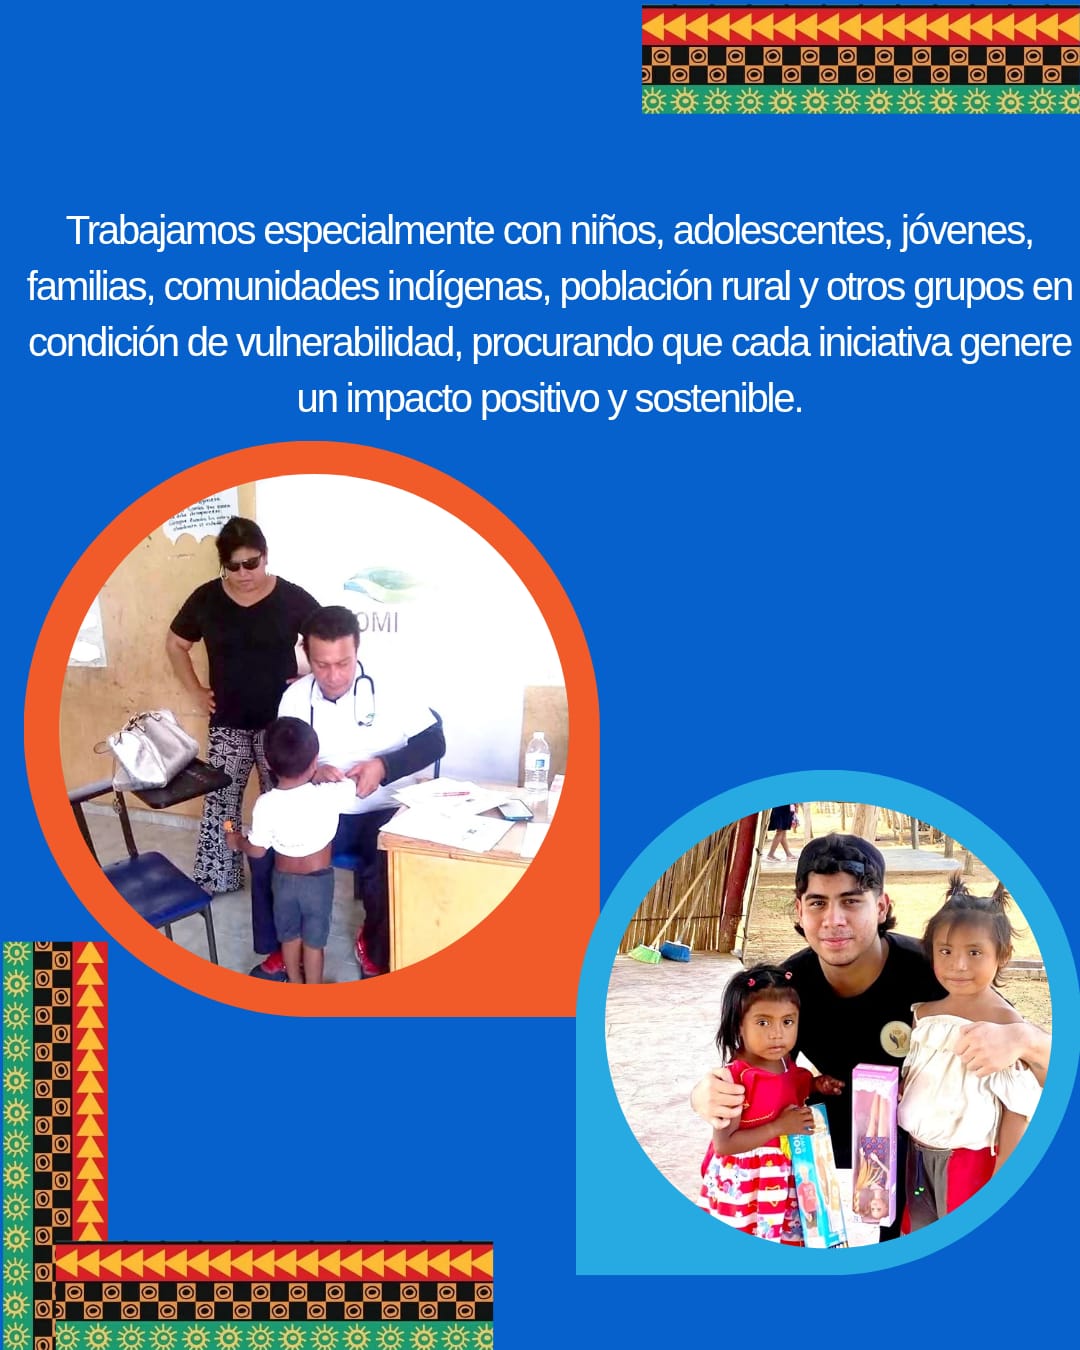 Trabajamos especialmente con niños, adolescentes, jóvenes,
familias, comunidades indígenas, población rural y otros grupos en
condición de vulnerabilidad, procurando que cada iniciativa genere
un impacto positivo y sostenible.
OMI